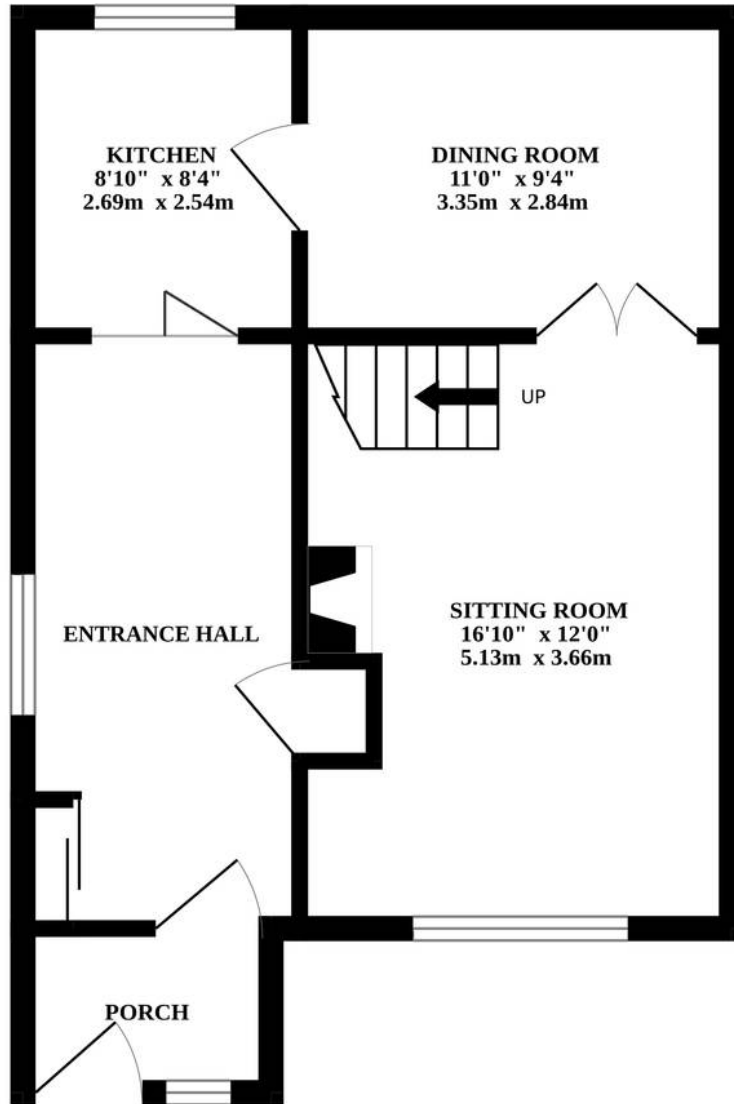 KITCHEN
8'10" x 8'4"
2.69m x 2.54m
DINING ROOM
11'0" x 9'4"
3.35m x 2.84m
UP
ENTRANCE HALL
SITTING ROOM
16'10" x 12'0"
5.13m x 3.66m
PORCH